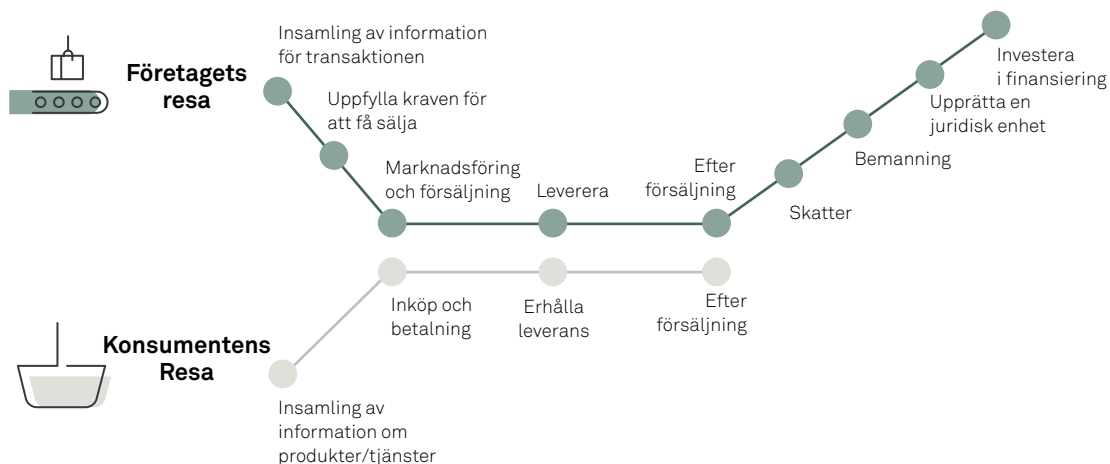 Insamling av information
för transaktionen
Företagets
resa
Uppfylla kraven för
att få sälja
Marknadsföring
och försäljning
Leverera
Efter
försäljning
Skatter
Bemanning
Upprätta en
juridisk enhet
Investera
i finansiering
Konsumentens
Resa
Insamling av
information om
produkter/tjänster
Inköp och
betalning
Erhålla
leverans
Efter
försäljning